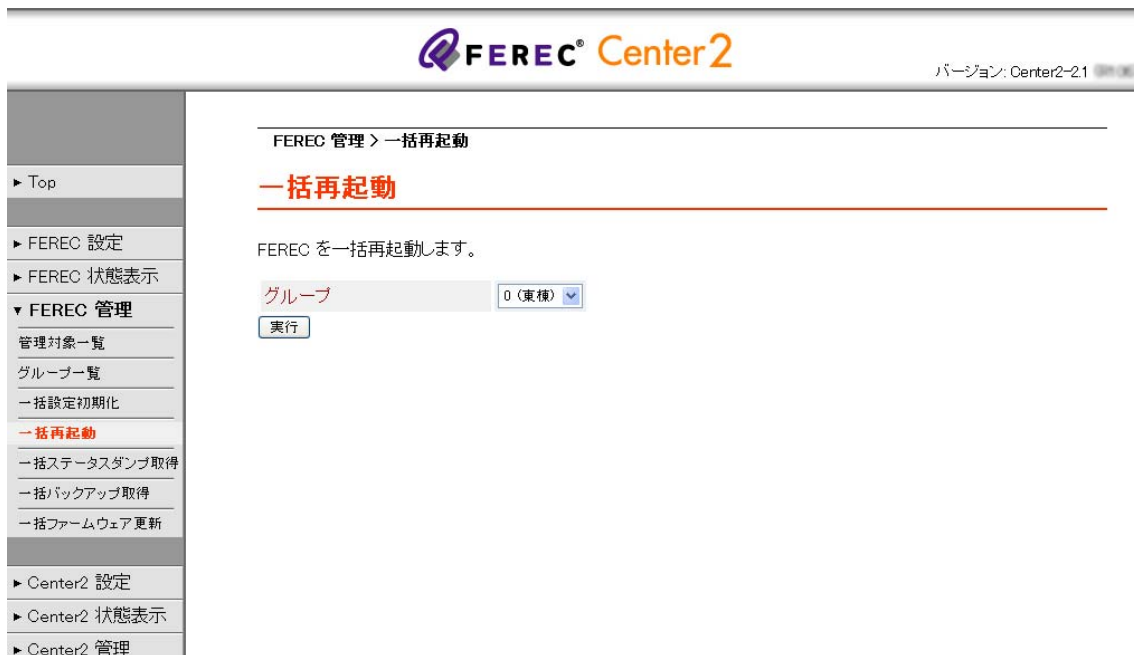 FEREC® Center2
バージョン: Center2-2.1
FEREC 管理 > 一括再起動
一括再起動
FEREC を一括再起動します。
グループ 0 (東棟)
実行
▶ Top
▶ FEREC 設定
▶ FEREC 状態表示
▼ FEREC 管理
管理対象一覧
グループ一覧
一括設定初期化
一括再起動
一括ステータスダンプ取得
一括バックアップ取得
一括ファームウェア更新
▶ Center2 設定
▶ Center2 状態表示
▶ Center2 管理